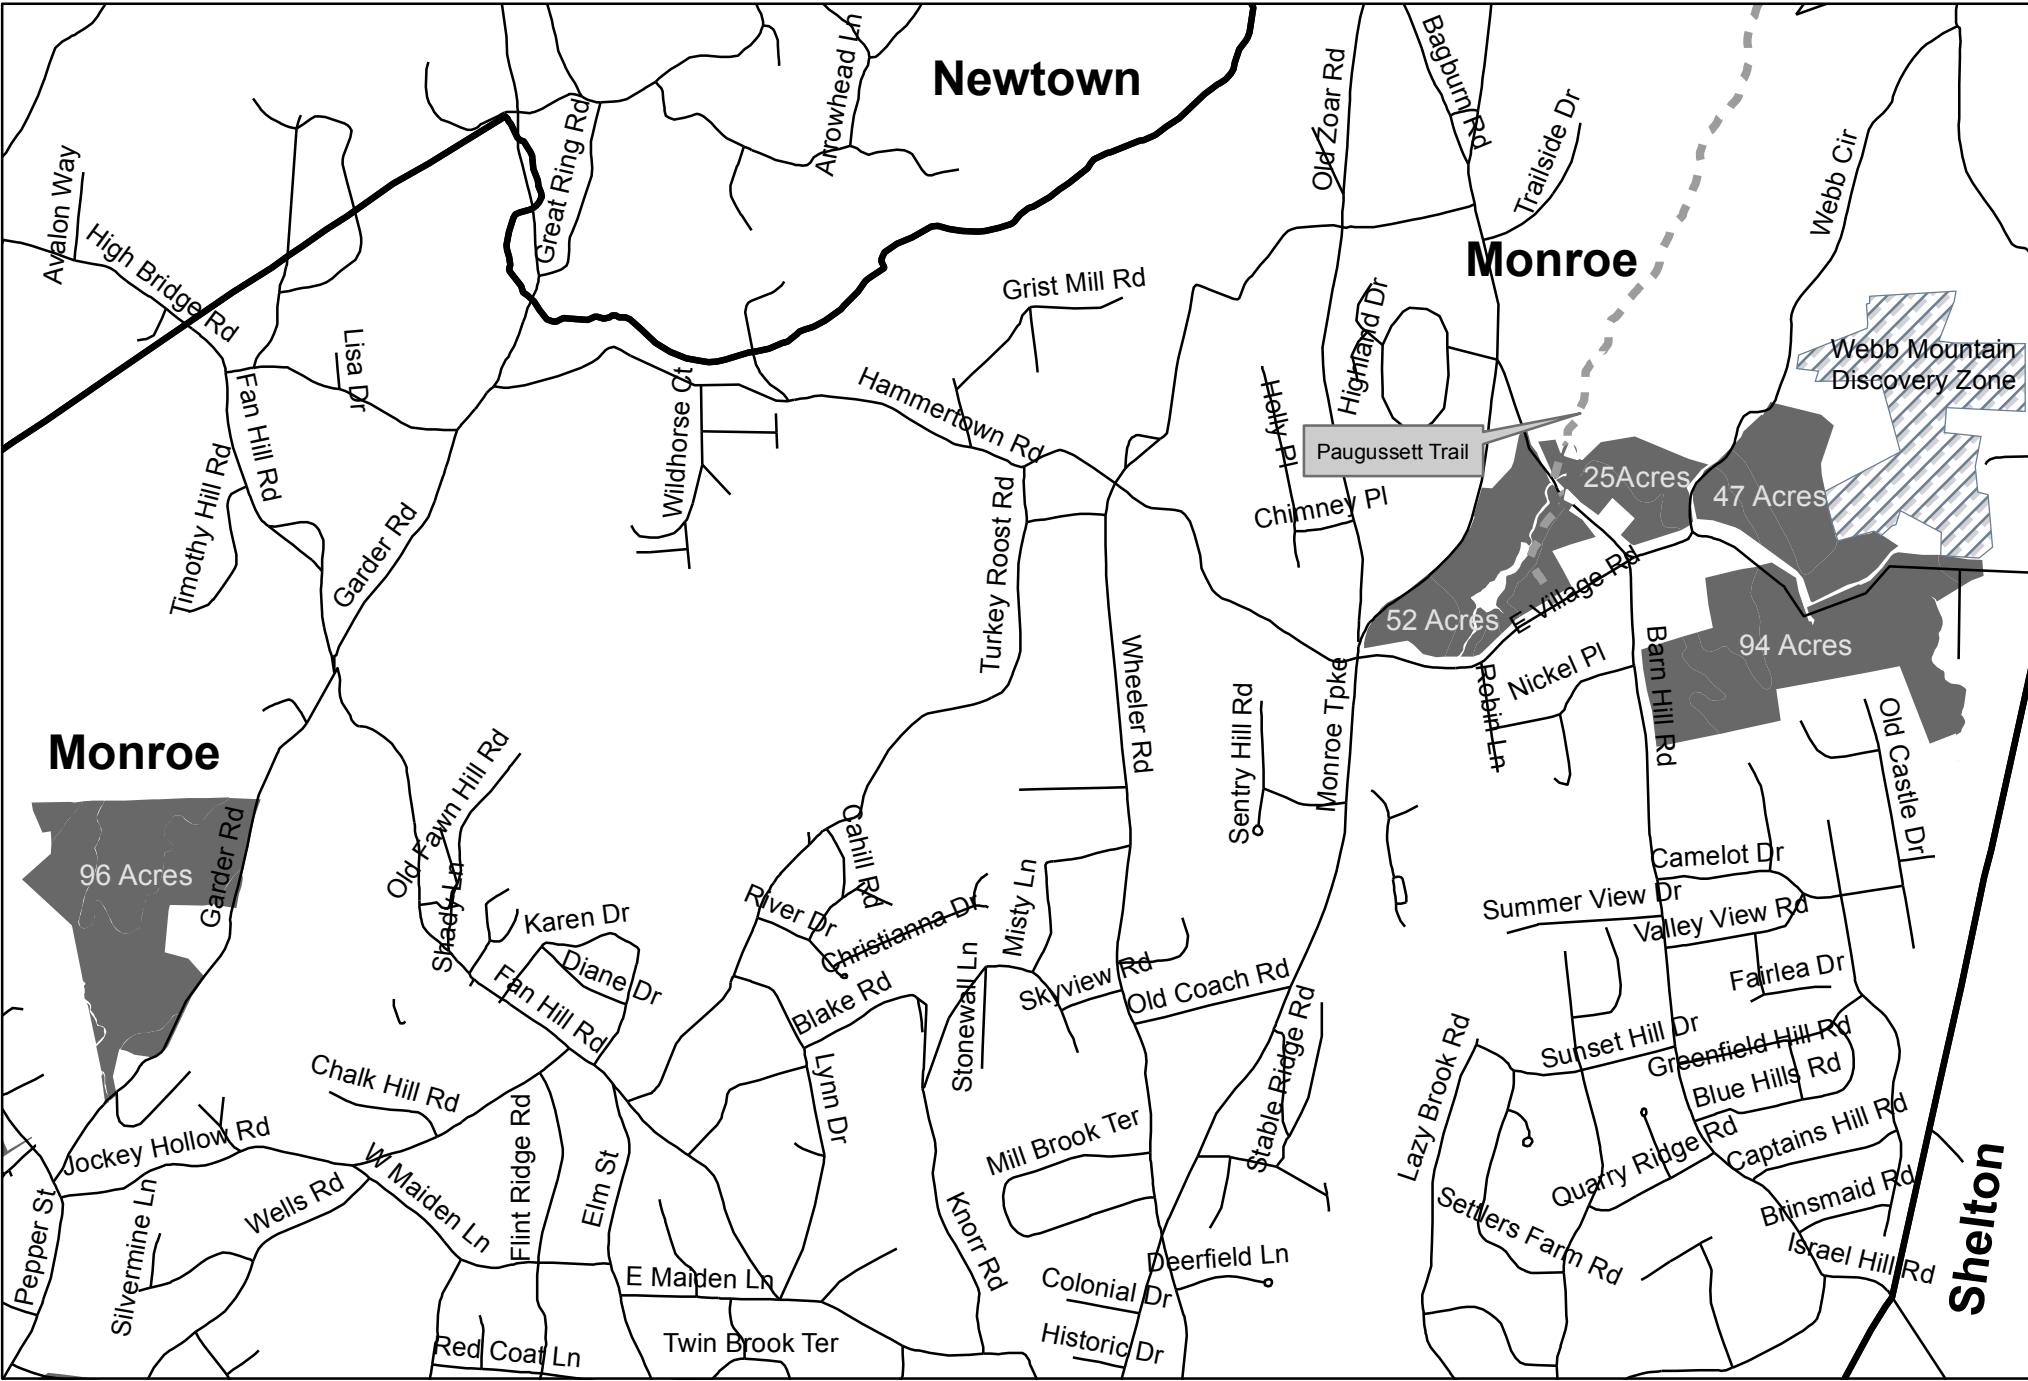 Newtown
Arrowhead Ln
Old Zoar Rd
Bagburn Rd
Trailside Dr
Great Ring Rd
Avalon Way
Webb Cir
High Bridge Rd
Monroe
Grist Mill Rd
Highland Dr
Webb Mountain
Discovery Zone
Lisa Dr
Fan Hill Rd
Wildhorse Ct
Hammertown Rd
Holly Pl
Paugussett Trail
25Acres
47 Acres
Timothy Hill Rd
Garder Rd
Turkey Roost Rd
Chimney Pl
E Village Rd
52 Acres
94 Acres
Wheeler Rd
Monroe Tpke
Robin Ln
Nickel Pl
Barn Hill Rd
Sentry Hill Rd
Old Castle Dr
Monroe
Old Fawn Hill Rd
Garder Rd
96 Acres
Shady Ln
Cahill Rd
Camelot Dr
Summer View Dr
Valley View Rd
Karen Dr
River Dr
Christianna Dr
Misty Ln
Diane Dr
Fan Hill Rd
Blake Rd
Stonewall Ln
Skyview Rd
Old Coach Rd
Fairlea Dr
Stable Ridge Rd
Lazy Brook Rd
Sunset Hill Dr
Greenfield Hill Rd
Blue Hills Rd
Chalk Hill Rd
Lynn Dr
Jockey Hollow Rd
Flint Ridge Rd
Mill Brook Ter
Quarry Ridge Rd
Captains Hill Rd
W Maiden Ln
Elm St
Wells Rd
Silvermine Ln
Pepper St
Knorr Rd
Settlers Farm Rd
Brinsmaid Rd
Israel Hill Rd
Shelton
E Maiden Ln
Colonial Dr
Deerfield Ln
Red Coat Ln
Twin Brook Ter
Historic Dr